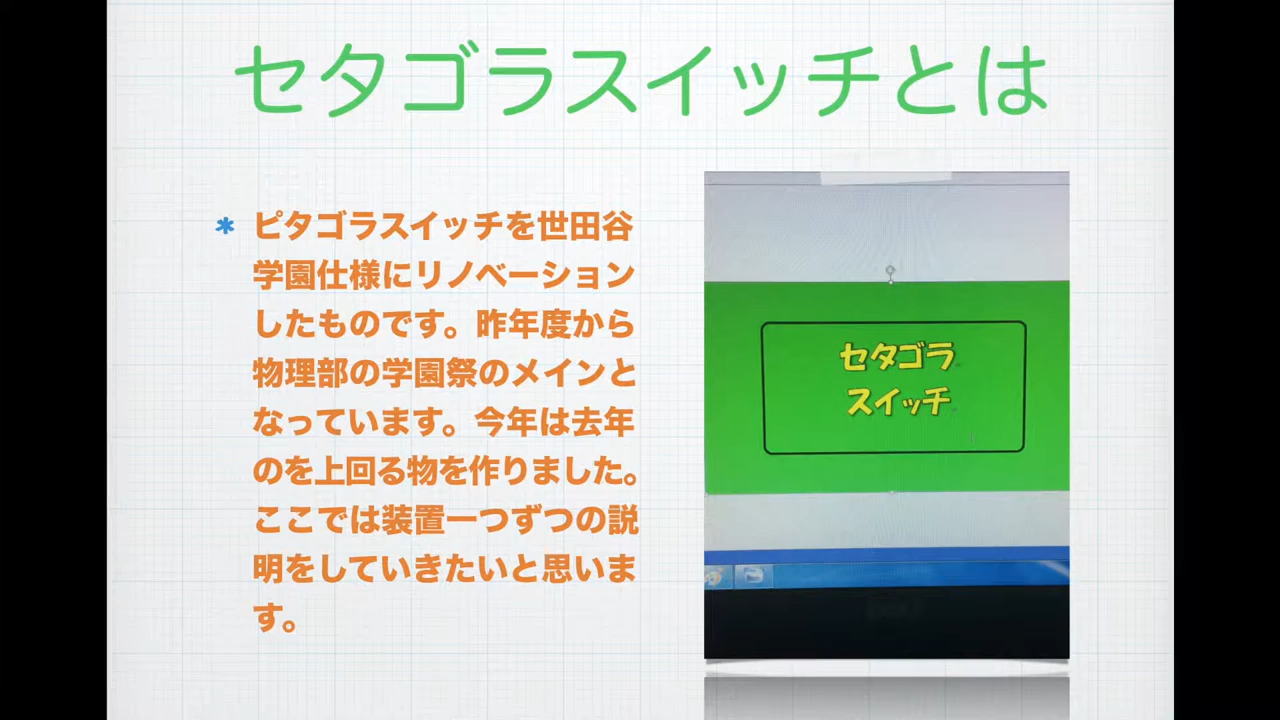 セタゴラスイッチとは
* ピタゴラスイッチを世田谷
学園仕様にリノベーション
したものです。昨年度から
物理部の学園祭のメインと
なっています。今年は去年
のを上回る物を作りました。
ここでは装置一つずつの説
明をしていきたいと思いま
す。
セタゴラ
スイッチ